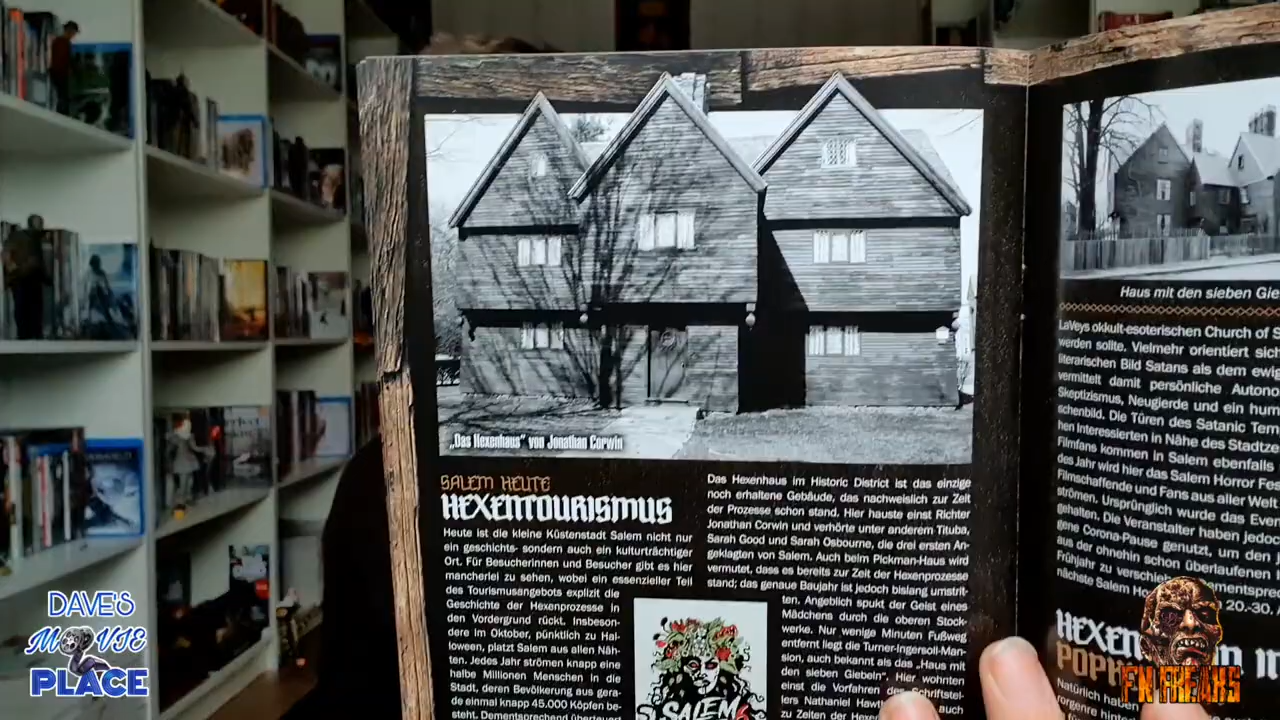 „Das Hexenhaus" von Jonathan Corwin
SALEM HEUTE
HEXENTOURISMUS
Heute ist die kleine Küstenstadt Salem nicht nur
ein geschichts- sondern auch ein kulturträchtiger
Ort. Für Besucherinnen und Besucher gibt es hier
mancherlei zu sehen, wobei ein essenzieller Teil
des Tourismusangebots explizit die
Geschichte der Hexenprozesse in
den Vordergrund rückt. Insbeson-
dere im Oktober, pünktlich zu Hal-
loween, platzt Salem aus allen Näh-
ten. Jedes Jahr strömen knapp eine
halbe Millionen Menschen in die
Stadt, deren Bevölkerung aus gera-
de einmal knapp 45.000 Köpfen be-
steht. Dementsprechend
Das Hexenhaus im Historic District ist das einzige
noch erhaltene Gebäude, das nachweislich zur Zeit
der Prozesse schon stand. Hier hauste einst Richter
Jonathan Corwin und verhörte unter anderem Tituba,
Sarah Good und Sarah Osbourne, die drei ersten An-
geklagten von Salem. Auch beim Pickman-Haus wird
vermutet, dass es bereits zur Zeit der Hexenprozesse
stand; das genaue Baujahr ist jedoch bislang umstrit-
ten. Angeblich spukt der Geist eines
Mädchens durch die oberen Stock-
werke. Nur wenige Minuten Fußweg
entfernt liegt die Turner-Ingersoll-Man-
sion, auch bekannt als das „Haus mit
den sieben Giebeln". Hier wohnten
einst die Vorfahren des Schriftstel-
lers Nathaniel auch
zu Zeiten der
SALEM
Haus mit den sieben Gie
LaVeys okkult-esoterischen Church of S
werden sollte. Vielmehr orientiert sich
literarischen Bild Satans als dem ewig
vermittelt damit persönliche Autono
Skeptizismus, Neugierde und ein hum
schenbild. Die Türen des Satanic Tem
hen Interessierten in Nähe des Stadtze
Filmfans kommen in Salem ebenfalls
des Jahr wird hier das Salem Horror Fes
Filmschaffende und Fans aus aller Welt
strömen. Ursprünglich wurde das Even
gehalten. Die Veranstalter haben jedoc
gene Corona-Pause genutzt, um den
aus der ohnehin schon überlaufenen
Frühjahr zu verschie
nächste Salem Ho 20.-30.
HEXEN
POP
Natürlich haben
DAVE'S
MOVIE
PLACE
FX FREAKS